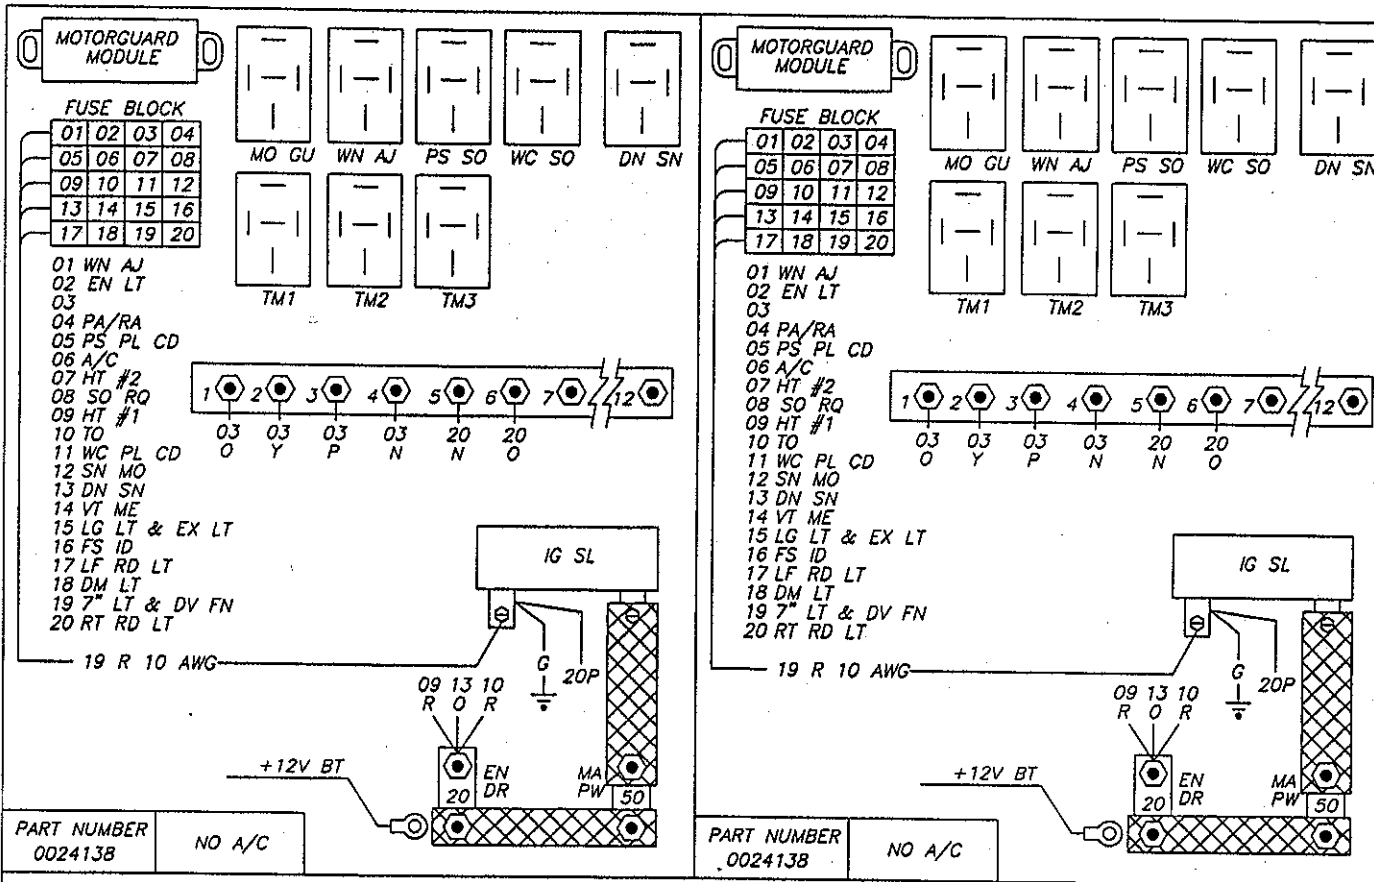 MOTORGUARD
MODULE
FUSE BLOCK
01 02 03 04
05 06 07 08
09 10 11 12
13 14 15 16
17 18 19 20
MO GU
WN AJ
PS SO
WC SO
DN SN
TM1
TM2
TM3
01 WN AJ
02 EN LT
03
04 PA/RA
05 PS PL CD
06 A/C
07 HT #2
08 SO RQ
09 HT #1
10 TO
11 WC PL CD
12 SN MO
13 DN SN
14 VT ME
15 LG LT & EX LT
16 FS ID
17 LF RD LT
18 DM LT
19 7" LT & DV FN
20 RT RD LT
1 2 3 4 5 6 7 12
03 03 03 03 20 20
O Y P N N O
IG SL
19 R 10 AWG
G
20P
09 13 10
R O R
+12V BT
EN
DR
20
MA
PW
50
PART NUMBER
0024138
NO A/C
MOTORGUARD
MODULE
FUSE BLOCK
01 02 03 04
05 06 07 08
09 10 11 12
13 14 15 16
17 18 19 20
MO GU
WN AJ
PS SO
WC SO
DN SN
TM1
TM2
TM3
01 WN AJ
02 EN LT
03
04 PA/RA
05 PS PL CD
06 A/C
07 HT #2
08 SO RQ
09 HT #1
10 TO
11 WC PL CD
12 SN MO
13 DN SN
14 VT ME
15 LG LT & EX LT
16 FS ID
17 LF RD LT
18 DM LT
19 7" LT & DV FN
20 RT RD LT
1 2 3 4 5 6 7 12
03 03 03 03 20 20
O Y P N N O
IG SL
19 R 10 AWG
G
20P
09 13 10
R O R
+12V BT
EN
DR
20
MA
PW
50
PART NUMBER
0024138
NO A/C